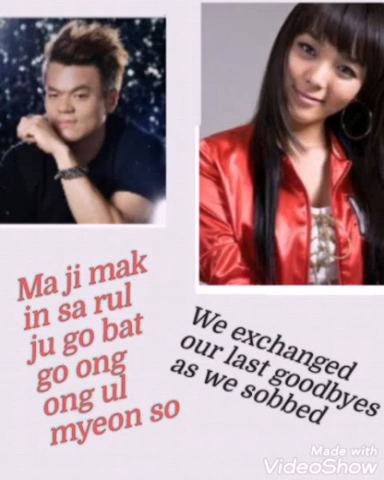 Ma ji mak
in sa rul
ju go bat
go ong
ong ul
myeon so
We exchanged
our last goodbyes
as we sobbed
Made with
VideoShow